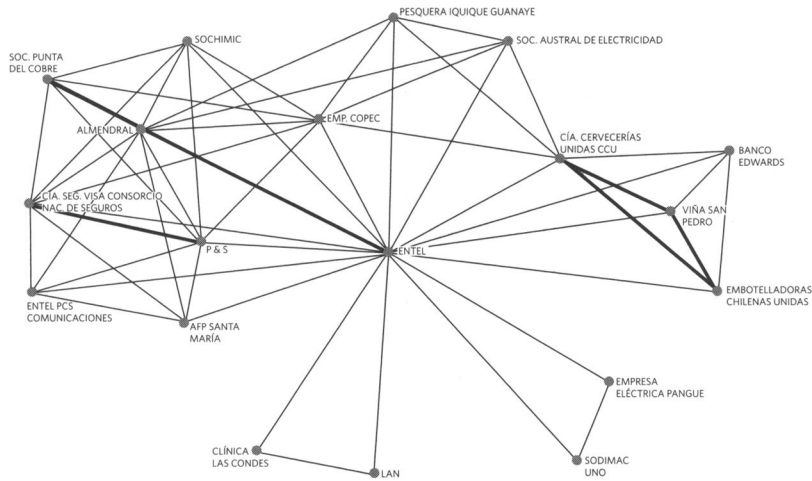 PESQUERA IQUIQUE GUANAYE
SOCHIMIC
SOC. AUSTRAL DE ELECTRICIDAD
SOC. PUNTA
DEL COBRE
EMP. COPEC
ALMENDRAL
CÍA. CERVECERÍAS
UNIDAS CCU
BANCO
EDWARDS
CÍA. SEG. VISA CONSORCIO
NAC. DE SEGUROS
VIÑA SAN
PEDRO
P & S
ENTEL
EMBOTELLADORAS
CHILENAS UNIDAS
ENTEL PCS
COMUNICACIONES
AFP SANTA
MARÍA
EMPRESA
ELÉCTRICA PANGUE
CLÍNICA
LAS CONDES
LAN
SODIMAC
UNO